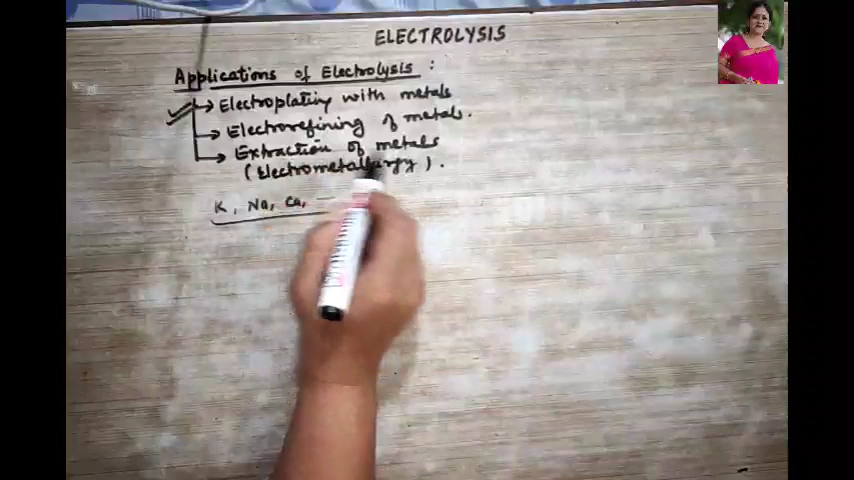 ELECTROLYSIS
Applications of Electrolysis :
Electroplating with metals
Electrorefining of metals.
Extraction of metals
(Electrometallurgy).
K, Na, Ca,